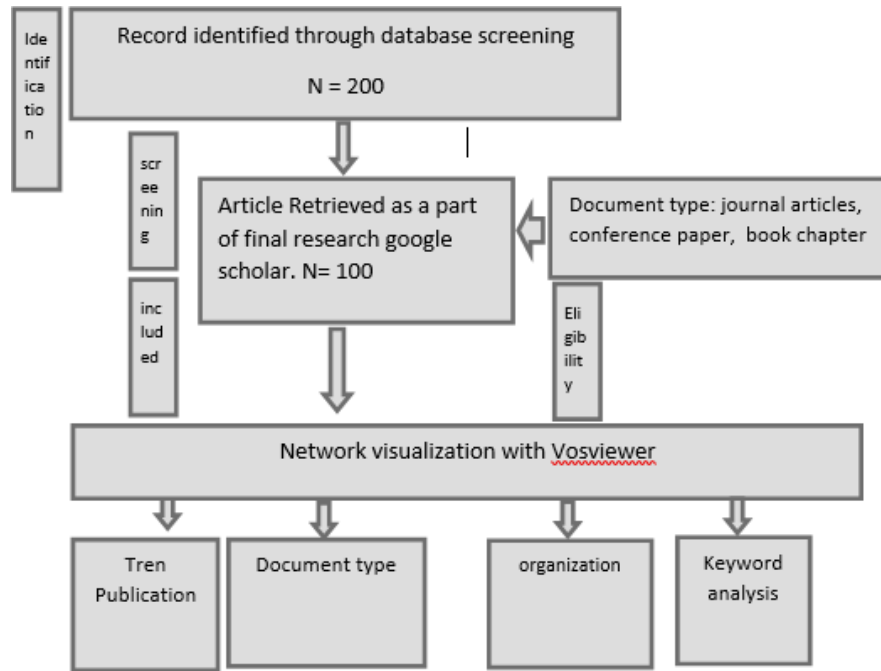 Ide
ntif
ica
tio
n
Record identified through database screening
N = 200
scr
ee
nin
g
Article Retrieved as a part
of final research google
scholar. N= 100
Document type: journal articles,
conference paper, book chapter
inc
lud
ed
Eli
gib
ilit
y
Network visualization with Vosviewer
Tren
Publication
Document type
organization
Keyword
analysis